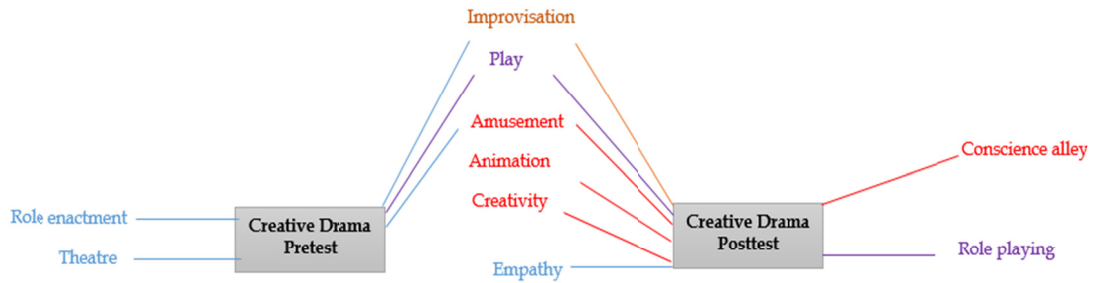 Improvisation
Play
Amusement
Animation
Creativity
Empathy
Role enactment
Theatre
Creative Drama
Pretest
Creative Drama
Posttest
Conscience alley
Role playing